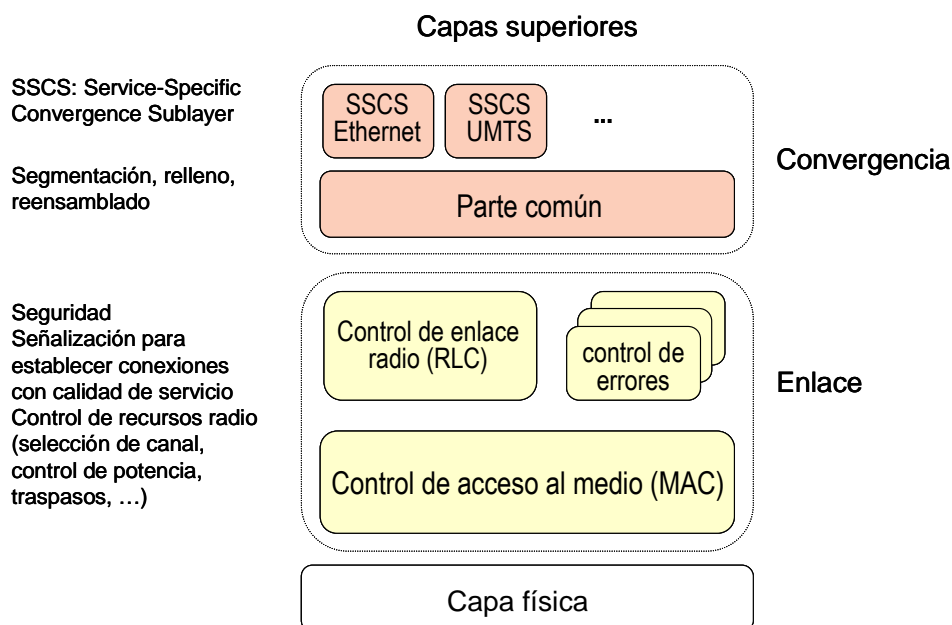 Capas superiores
SSCS: Service-Specific
Convergence Sublayer
SSCS
Ethernet
SSCS
UMTS
...
Convergencia
Segmentación, relleno,
reensamblado
Parte común
Seguridad
Señalización para
establecer conexiones
con calidad de servicio
Control de recursos radio
(selección de canal,
control de potencia,
traspasos, …)
Control de enlace
radio (RLC)
control de
errores
Enlace
Control de acceso al medio (MAC)
Capa física